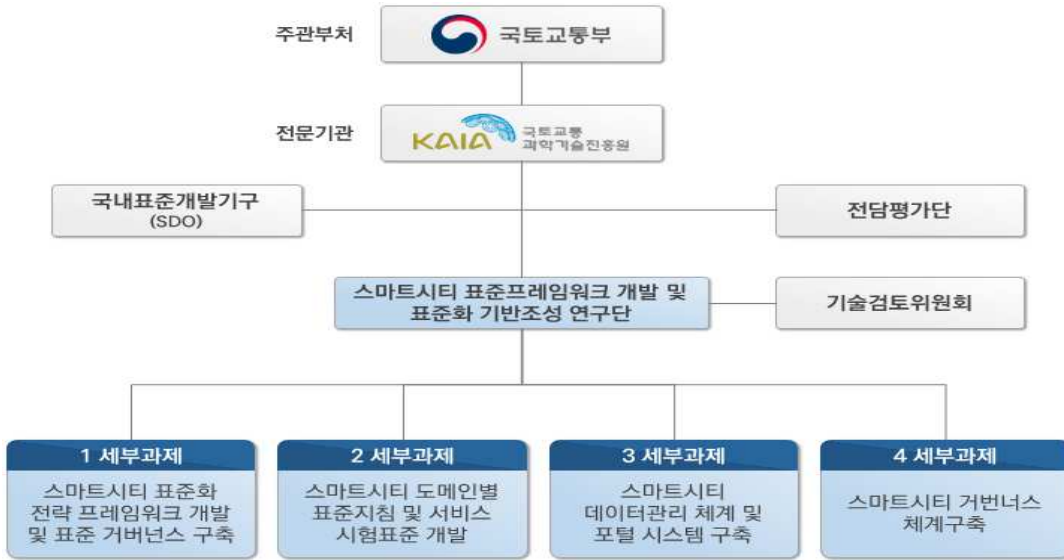 주관부처
국토교통부
전문기관
KAIA 국토교통
과학기술진흥원
국내표준개발기구
(SDO)
전담평가단
스마트시티 표준프레임워크 개발 및
표준화 기반조성 연구단
기술검토위원회
1 세부과제
스마트시티 표준화
전략 프레임워크 개발
및 표준 거버넌스 구축
2 세부과제
스마트시티 도메인별
표준지침 및 서비스
시험표준 개발
3 세부과제
스마트시티
데이터관리 체계 및
포털 시스템 구축
4 세부과제
스마트시티 거번너스
체계구축